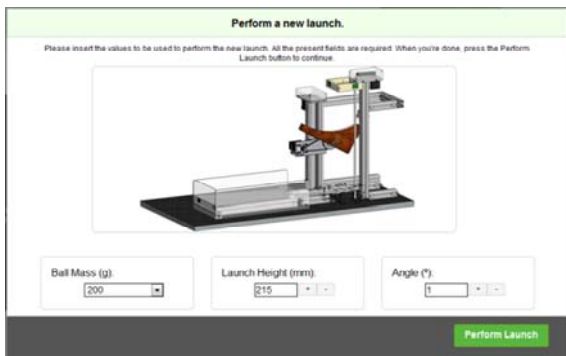 Perform a new launch.
Please insert the values to be used to perform the new launch. All the present fields are required. When you're done, press the Perform
Launch button to continue.
Ball Mass (g). Launch Height (mm). Angle (°).
200 215 + - 1 + -
Perform Launch